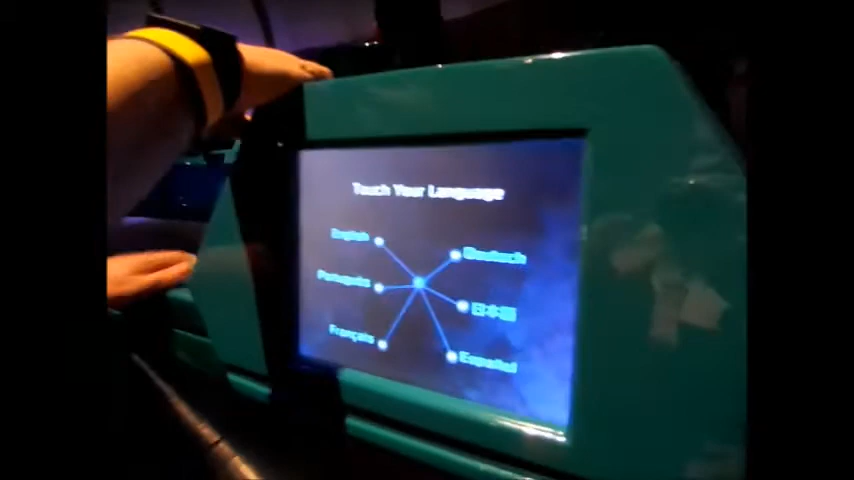 Touch Your Language
English
Deutsch
Português
日本語
Français
Español